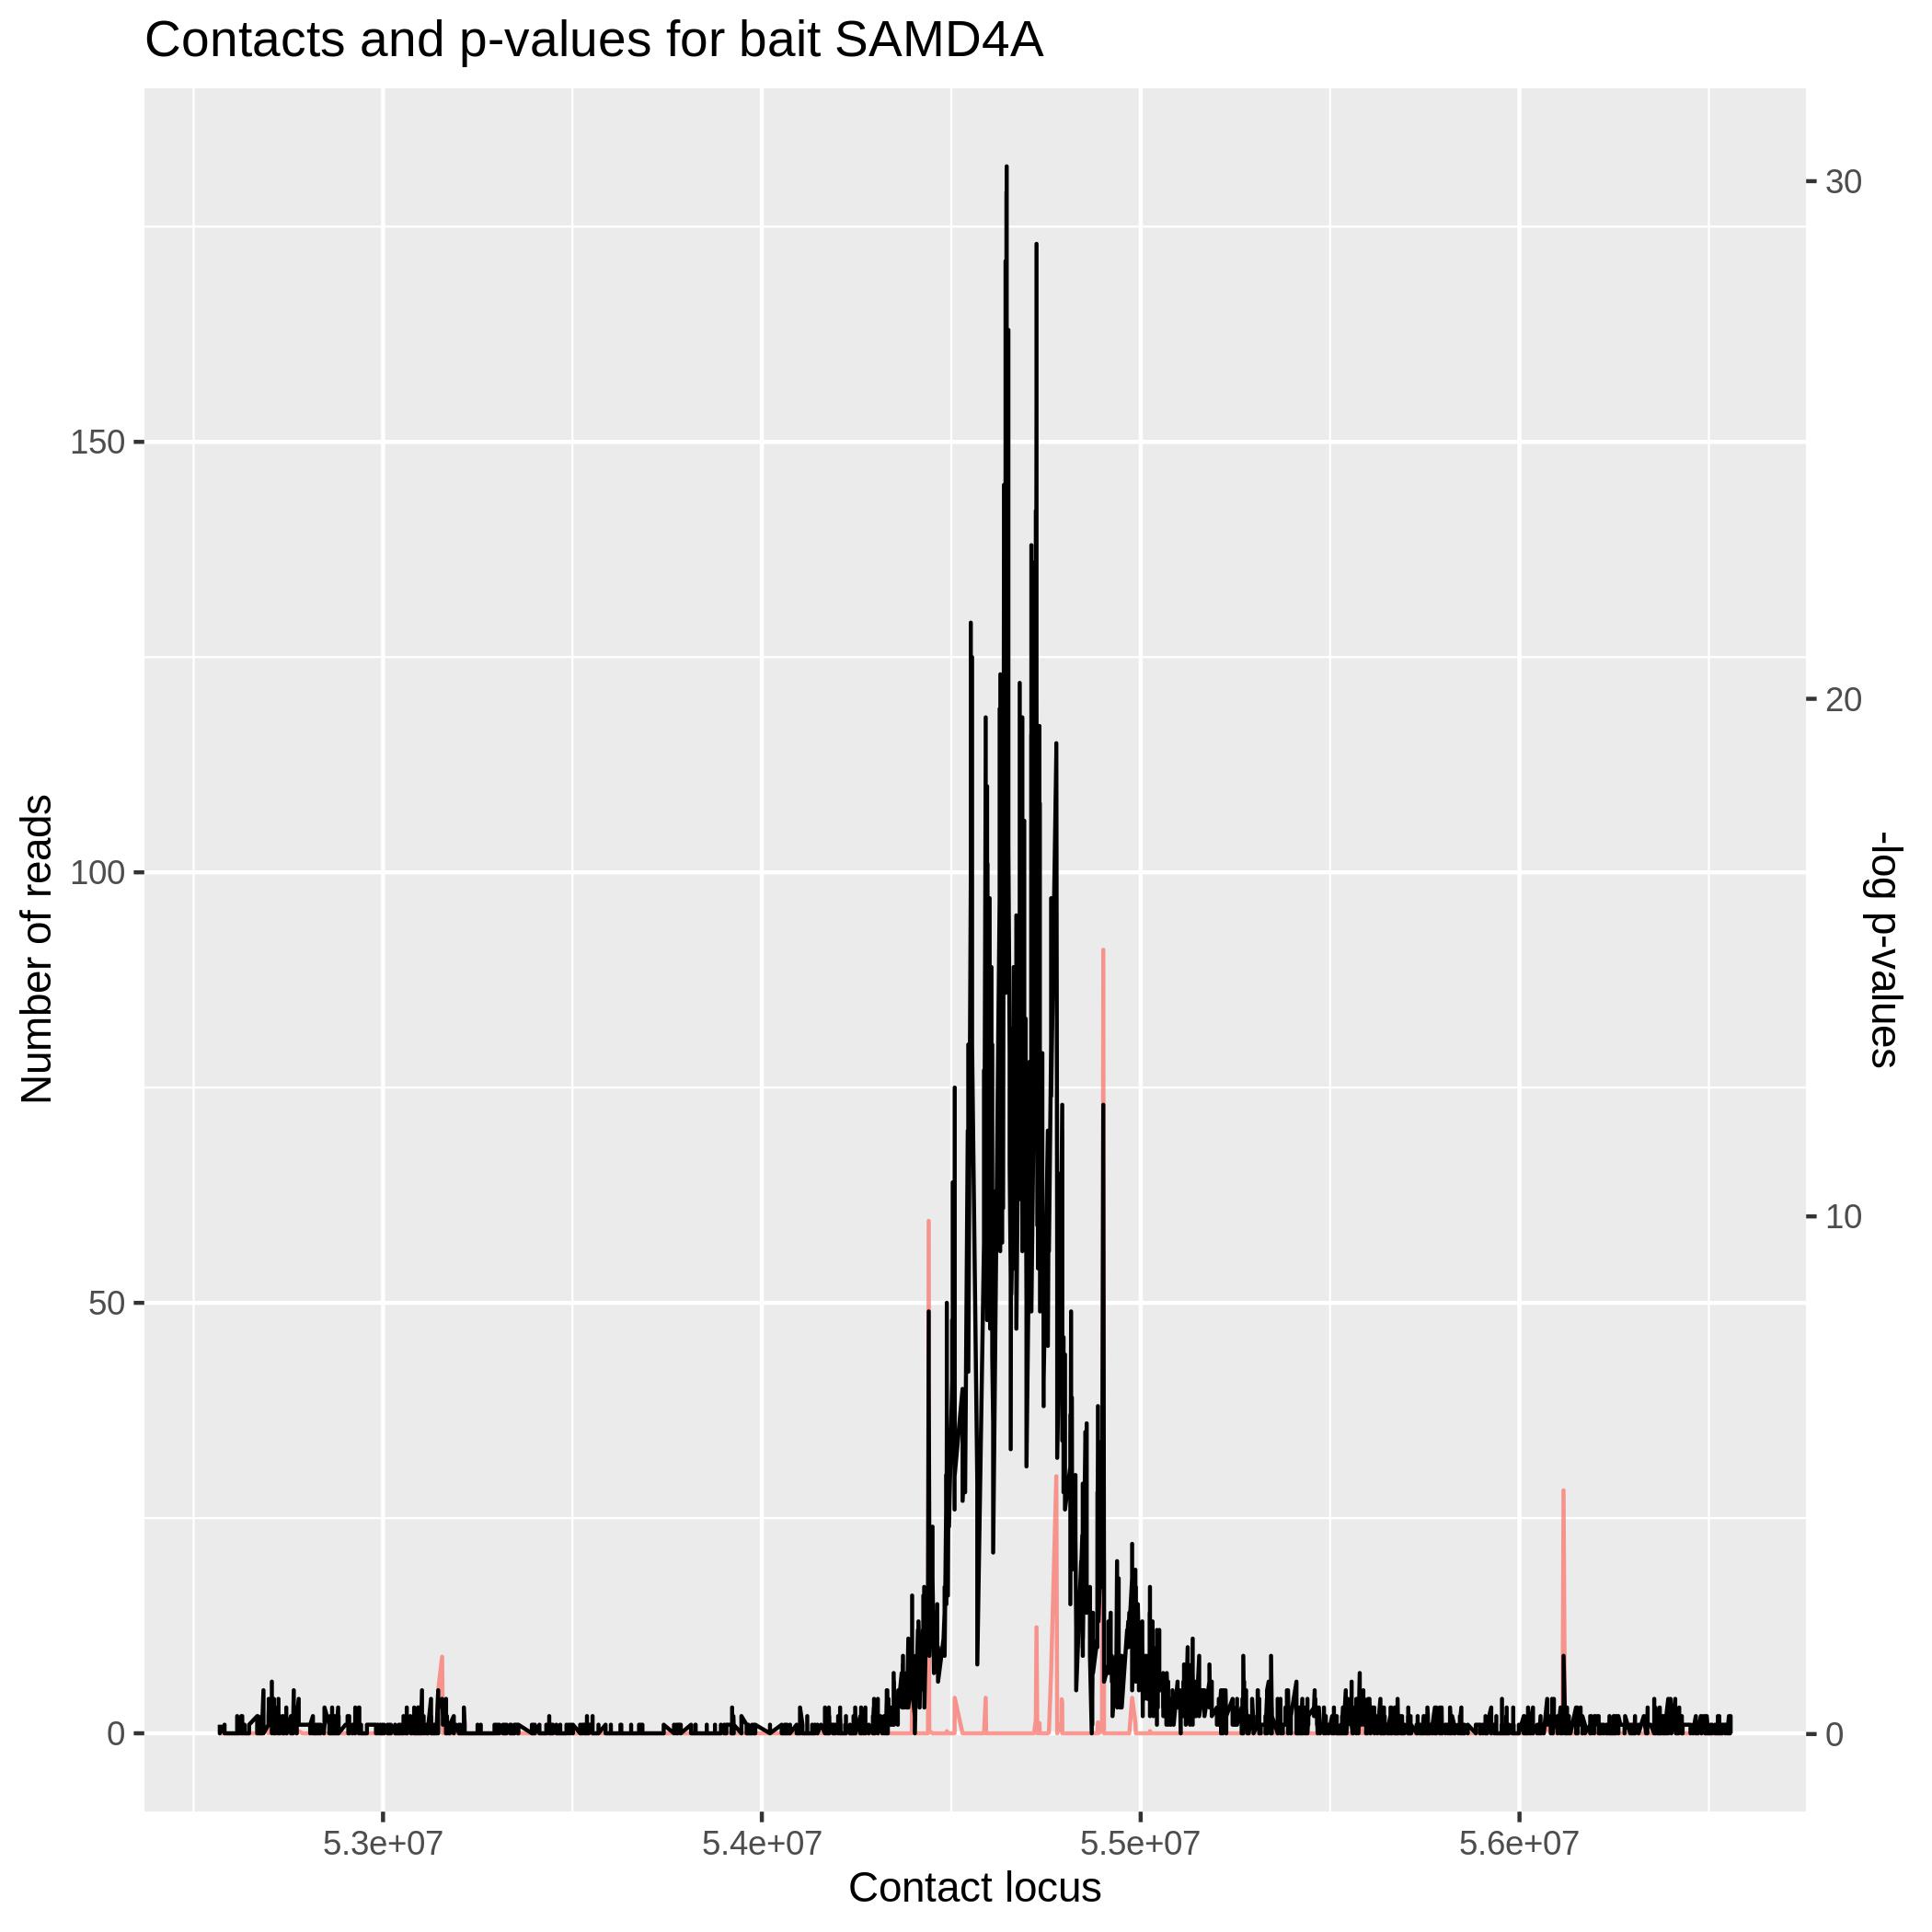 Contacts and p-values for bait SAMD4A
Number of reads
150
100
50
0
30
20
10
0
-log p-values
5.3e+07
5.4e+07
5.5e+07
5.6e+07
Contact locus